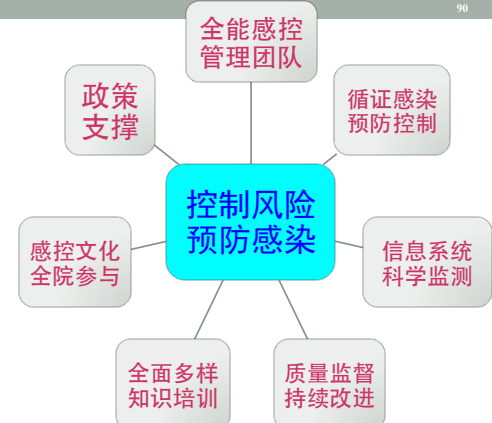 90
全能感控
管理团队
政策
支撑
循证感染
预防控制
控制风险
预防感染
感控文化
全院参与
信息系统
科学监测
全面多样
知识培训
质量监督
持续改进